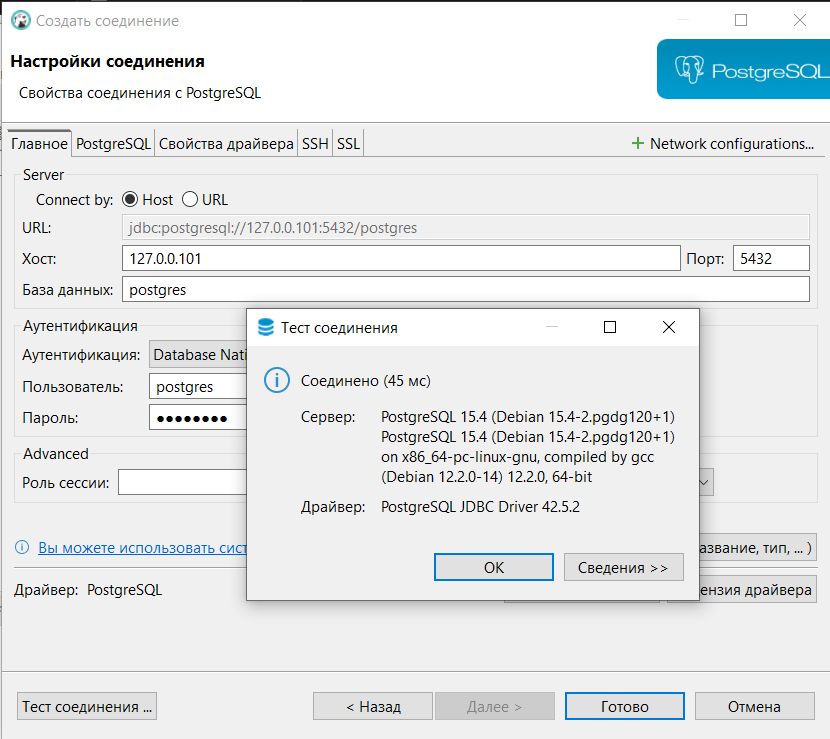 Создать соединение
Настройки соединения
Свойства соединения с PostgreSQL
PostgreSQL
Главное PostgreSQL Свойства драйвера SSH SSL
Network configurations...
Server
Connect by: Host URL
URL: jdbc:postgresql://127.0.0.101:5432/postgres
Хост: 127.0.0.101 Порт: 5432
База данных: postgres
Аутентификация
Аутентификация: Database Nati
Пользователь: postgres
Пароль: ●●●●●●●●
Advanced
Роль сессии:
Вы можете использовать сист
азвание, тип, ... )
Драйвер: PostgreSQL
ензия драйвера
Тест соединения
Соединено (45 мс)
Сервер: PostgreSQL 15.4 (Debian 15.4-2.pgdg120+1)
PostgreSQL 15.4 (Debian 15.4-2.pgdg120+1)
on x86_64-pc-linux-gnu, compiled by gcc
(Debian 12.2.0-14) 12.2.0, 64-bit
Драйвер: PostgreSQL JDBC Driver 42.5.2
ОК Сведения >>
Тест соединения ... < Назад Далее > Готово Отмена